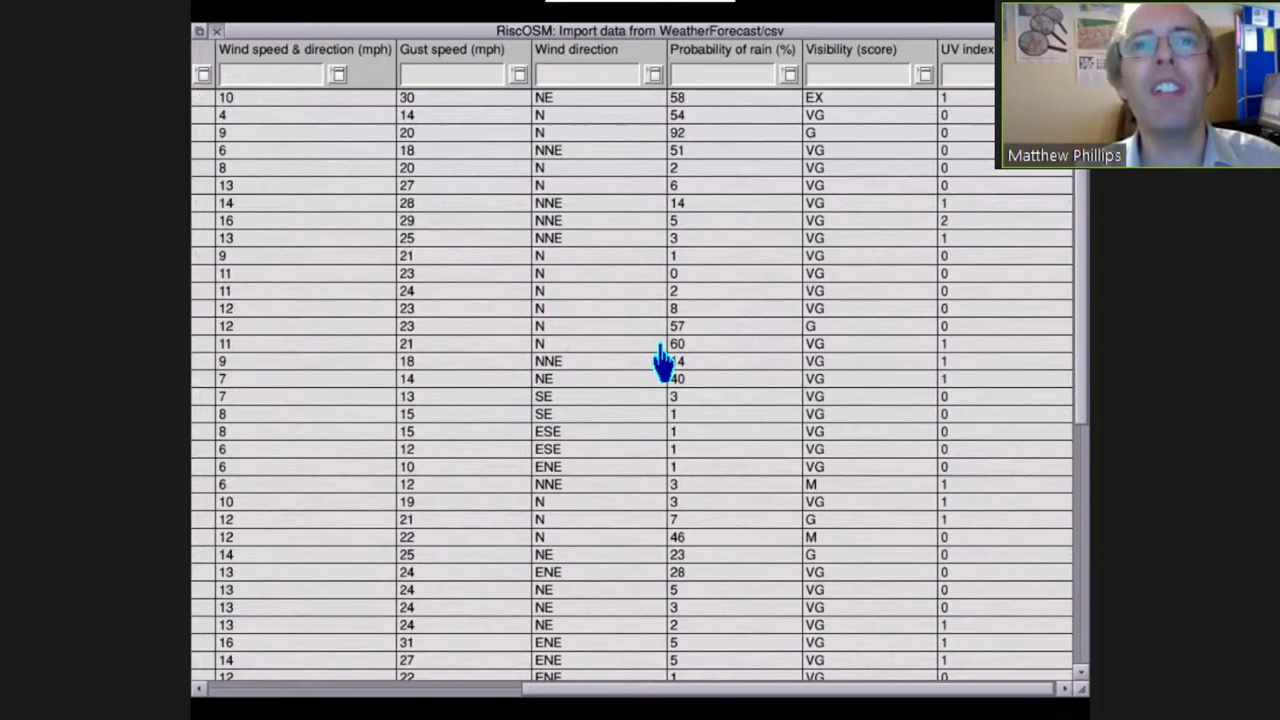 RiscOSM: Import data from WeatherForecast/csv
Wind speed & direction (mph) Gust speed (mph) Wind direction Probability of rain (%) Visibility (score) UV index
10 30 NE 58 EX 1
4 14 N 54 VG 0
9 20 N 92 G 0
6 18 NNE 51 VG 0
8 20 N 2 VG 0
13 27 N 6 VG 0
14 28 NNE 14 VG 1
16 29 NNE 5 VG 2
13 25 NNE 3 VG 1
9 21 N 1 VG 0
11 23 N 0 VG 0
11 24 N 2 VG 0
12 23 N 8 VG 0
12 23 N 57 G 0
11 21 N 60 VG 1
9 18 NNE 14 VG 1
7 14 NE 40 VG 1
7 13 SE 3 VG 0
8 15 SE 1 VG 0
8 15 ESE 1 VG 0
6 12 ESE 1 VG 0
6 10 ENE 1 VG 0
6 12 NNE 3 M 1
10 19 N 3 VG 1
12 21 N 7 G 1
12 22 N 46 M 0
14 25 NE 23 G 0
13 24 ENE 28 VG 0
13 24 NE 5 VG 0
13 24 NE 3 VG 0
13 24 NE 2 VG 1
16 31 ENE 5 VG 1
14 27 ENE 5 VG 1
12 22 ENE 1 VG 0
Matthew Phillips